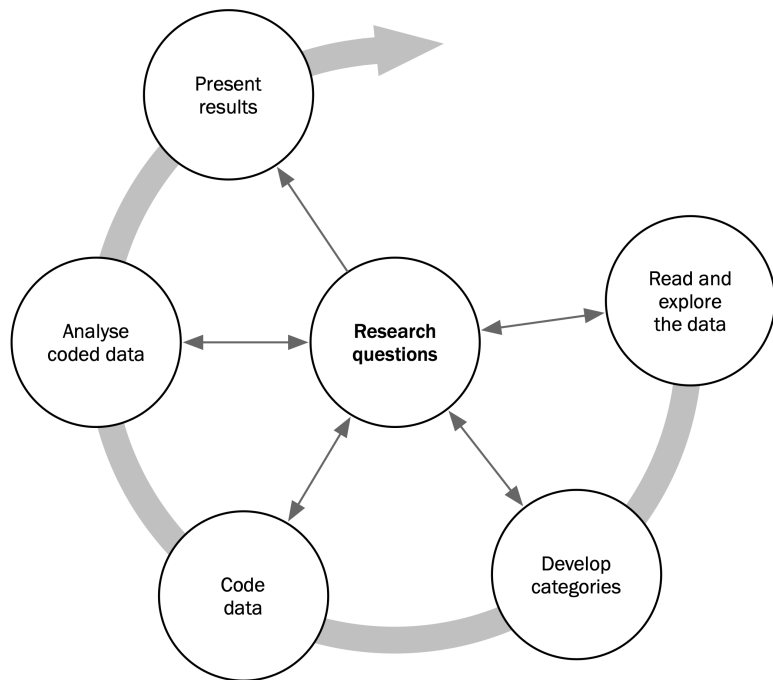 Present
results
Read and
explore
the data
Analyse
coded data
Research
questions
Develop
categories
Code
data